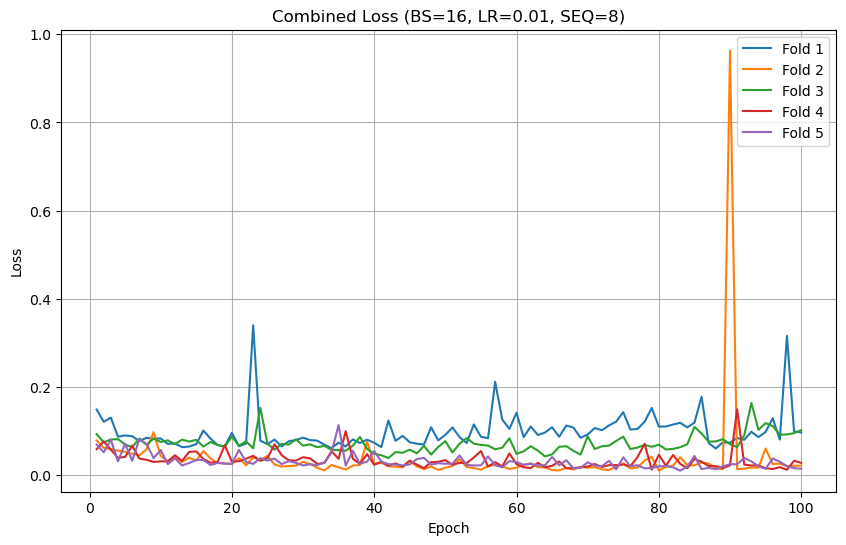 Combined Loss (BS=16, LR=0.01, SEQ=8)
1.0
0.8
0.6
0.4
0.2
0.0
Loss
Fold 1
Fold 2
Fold 3
Fold 4
Fold 5
0 20 40 60 80 100
Epoch